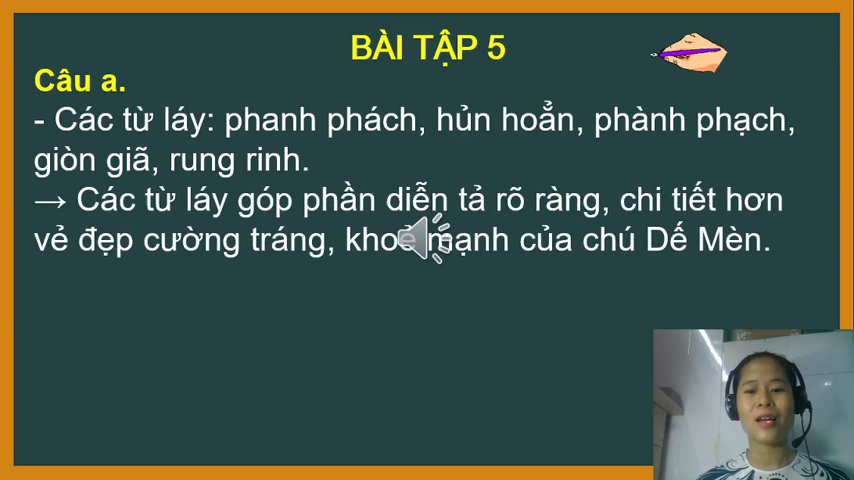 BÀI TẬP 5
Câu a.
- Các từ láy: phanh phách, hủn hoẳn, phành phạch,
giòn giã, rung rinh.
→ Các từ láy góp phần diễn tả rõ ràng, chi tiết hơn
vẻ đẹp cường tráng, khoẻ mạnh của chú Dế Mèn.